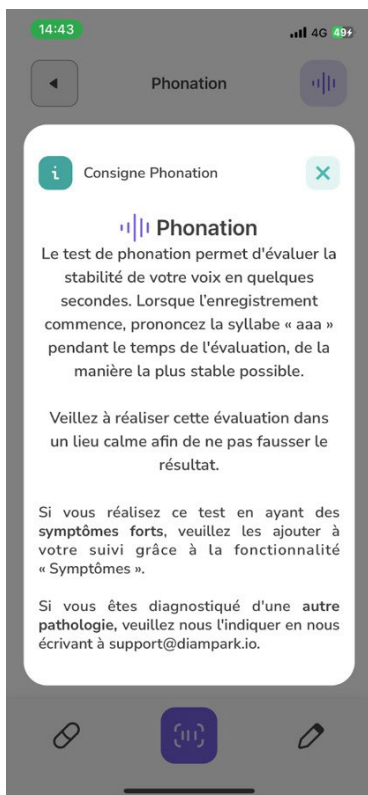 14:43
4G 49
Phonation
i Consigne Phonation
Phonation
Le test de phonation permet d'évaluer la
stabilité de votre voix en quelques
secondes. Lorsque l'enregistrement
commence, prononcez la syllabe « aaa »
pendant le temps de l'évaluation, de la
manière la plus stable possible.
Veillez à réaliser cette évaluation dans
un lieu calme afin de ne pas fausser le
résultat.
Si vous réalisez ce test en ayant des
symptômes forts, veuillez les ajouter à
votre suivi grâce à la fonctionnalité
« Symptômes ».
Si vous êtes diagnostiqué d'une autre
pathologie, veuillez nous l'indiquer en nous
écrivant à support@diampark.io.